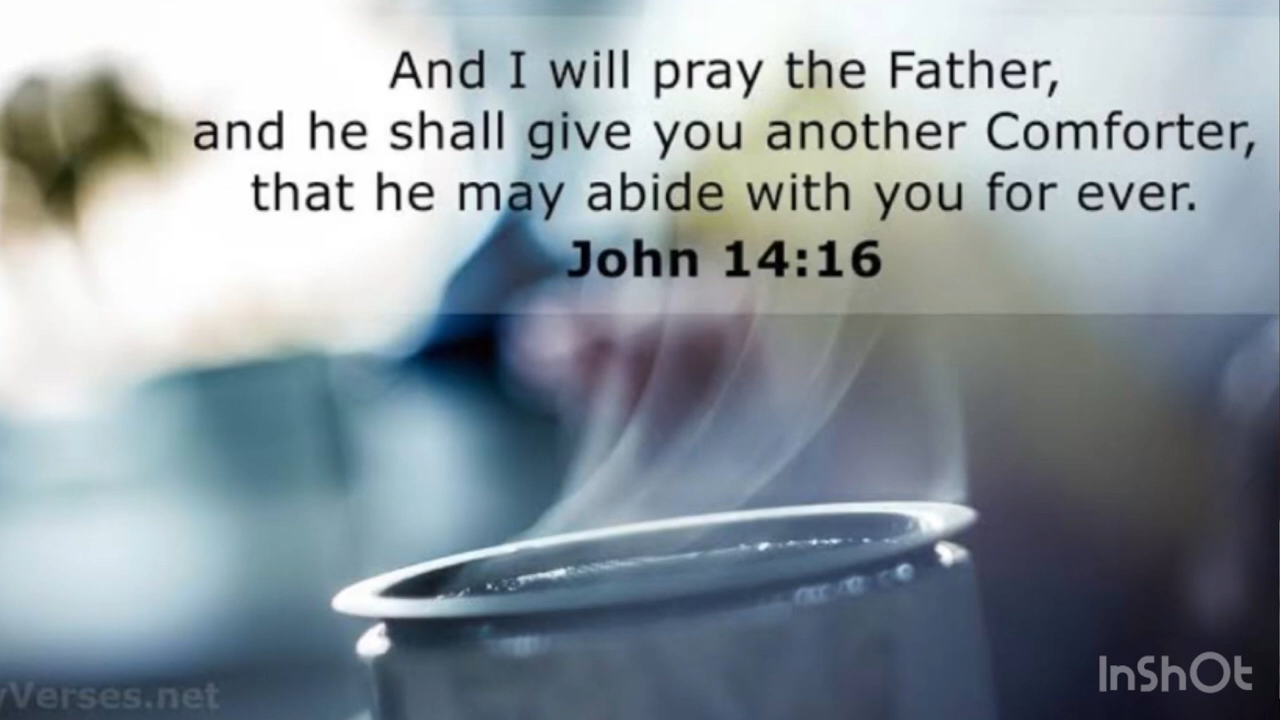 And I will pray the Father,
and he shall give you another Comforter,
that he may abide with you for ever.
John 14:16
yVerses.net
InShOt